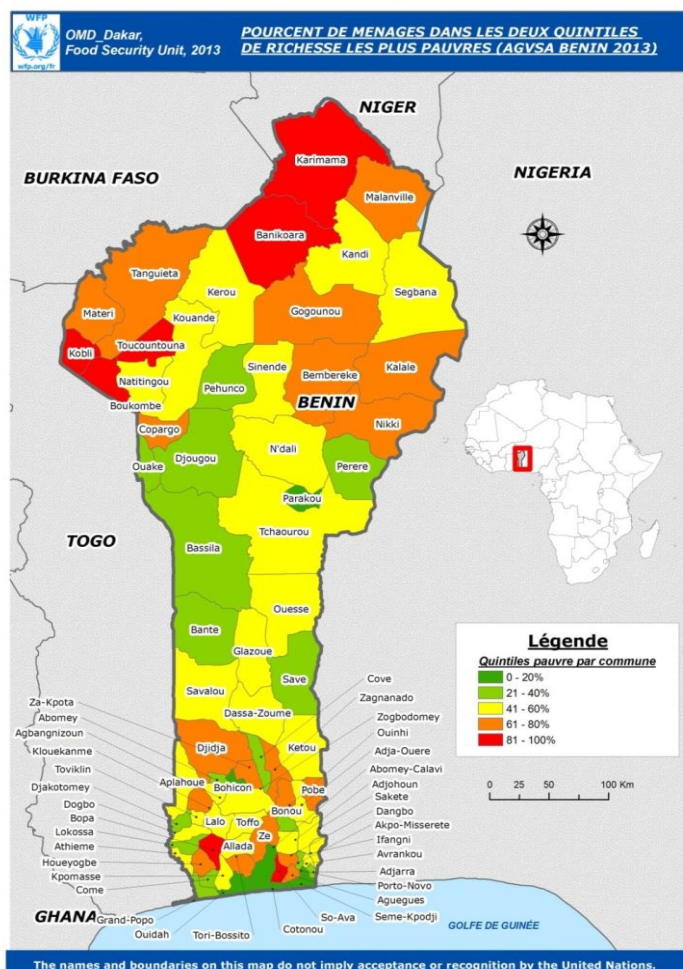 WFP
wfp.org/fr
OMD_Dakar,
Food Security Unit, 2013
POURCENT DE MENAGES DANS LES DEUX QUINTILES
DE RICHESSE LES PLUS PAUVRES (AGVSA BENIN 2013)
NIGER
BURKINA FASO
NIGERIA
Karimama
Malanville
Banikoara
Kandi
Segbana
Tanguieta
Kerou
Gogounou
Materi
Kouande
Toucountouna
Kobli
Natitingou
Boukombe
Pehunco
Sinende
Bembereke
Kalale
BENIN
Nikki
Copargo
Ouake
Djougou
N'dali
Perere
Parakou
Tchaourou
TOGO
Bassila
Ouesse
Bante
Glazoue
Save
Savalou
Dassa-Zoume
Légende
Quintiles pauvre par commune
0 - 20%
21 - 40%
41 - 60%
61 - 80%
81 - 100%
0 25 50 100 Km
Za-Kpota
Abomey
Agbangnizoun
Klouekanme
Toviklin
Djakotomey
Dogbo
Bopa
Lokossa
Athieme
Houeyogbe
Kpomasse
Come
Grand-Popo
Ouidah
Tori-Bossito
Cotonou
So-Ava
Seme-Kpodji
Aguegues
Porto-Novo
Adjarra
Avrankou
Ifangni
Akpo-Misserete
Dangbo
Sakete
Adjohoun
Abomey-Calavi
Adja-Ouere
Ouinhi
Zogbodomey
Zagnanado
Cove
Djidja
Ketou
Aplahoue
Bohicon
Pobe
Bonou
Lalo
Toffo
Ze
Allada
GHANA
GOLFE DE GUINÉE
The names and boundaries on this map do not imply acceptance or recognition by the United Nations.